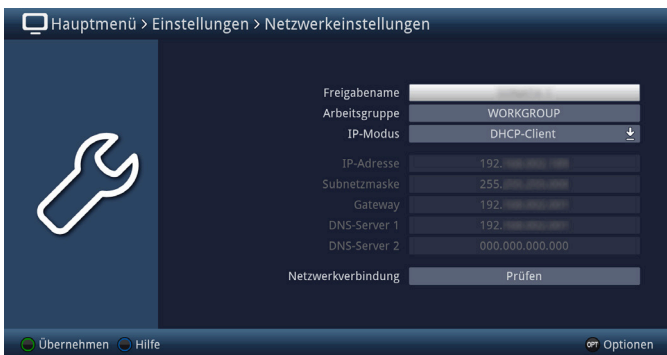 Hauptmenü > Einstellungen > Netzwerkeinstellungen
Freigabename
Arbeitsgruppe WORKGROUP
IP-Modus DHCP-Client
IP-Adresse 192.
Subnetzmaske 255.
Gateway 192.
DNS-Server 1 192.
DNS-Server 2 000.000.000.000
Netzwerkverbindung Prüfen
Übernehmen Hilfe OPT Optionen